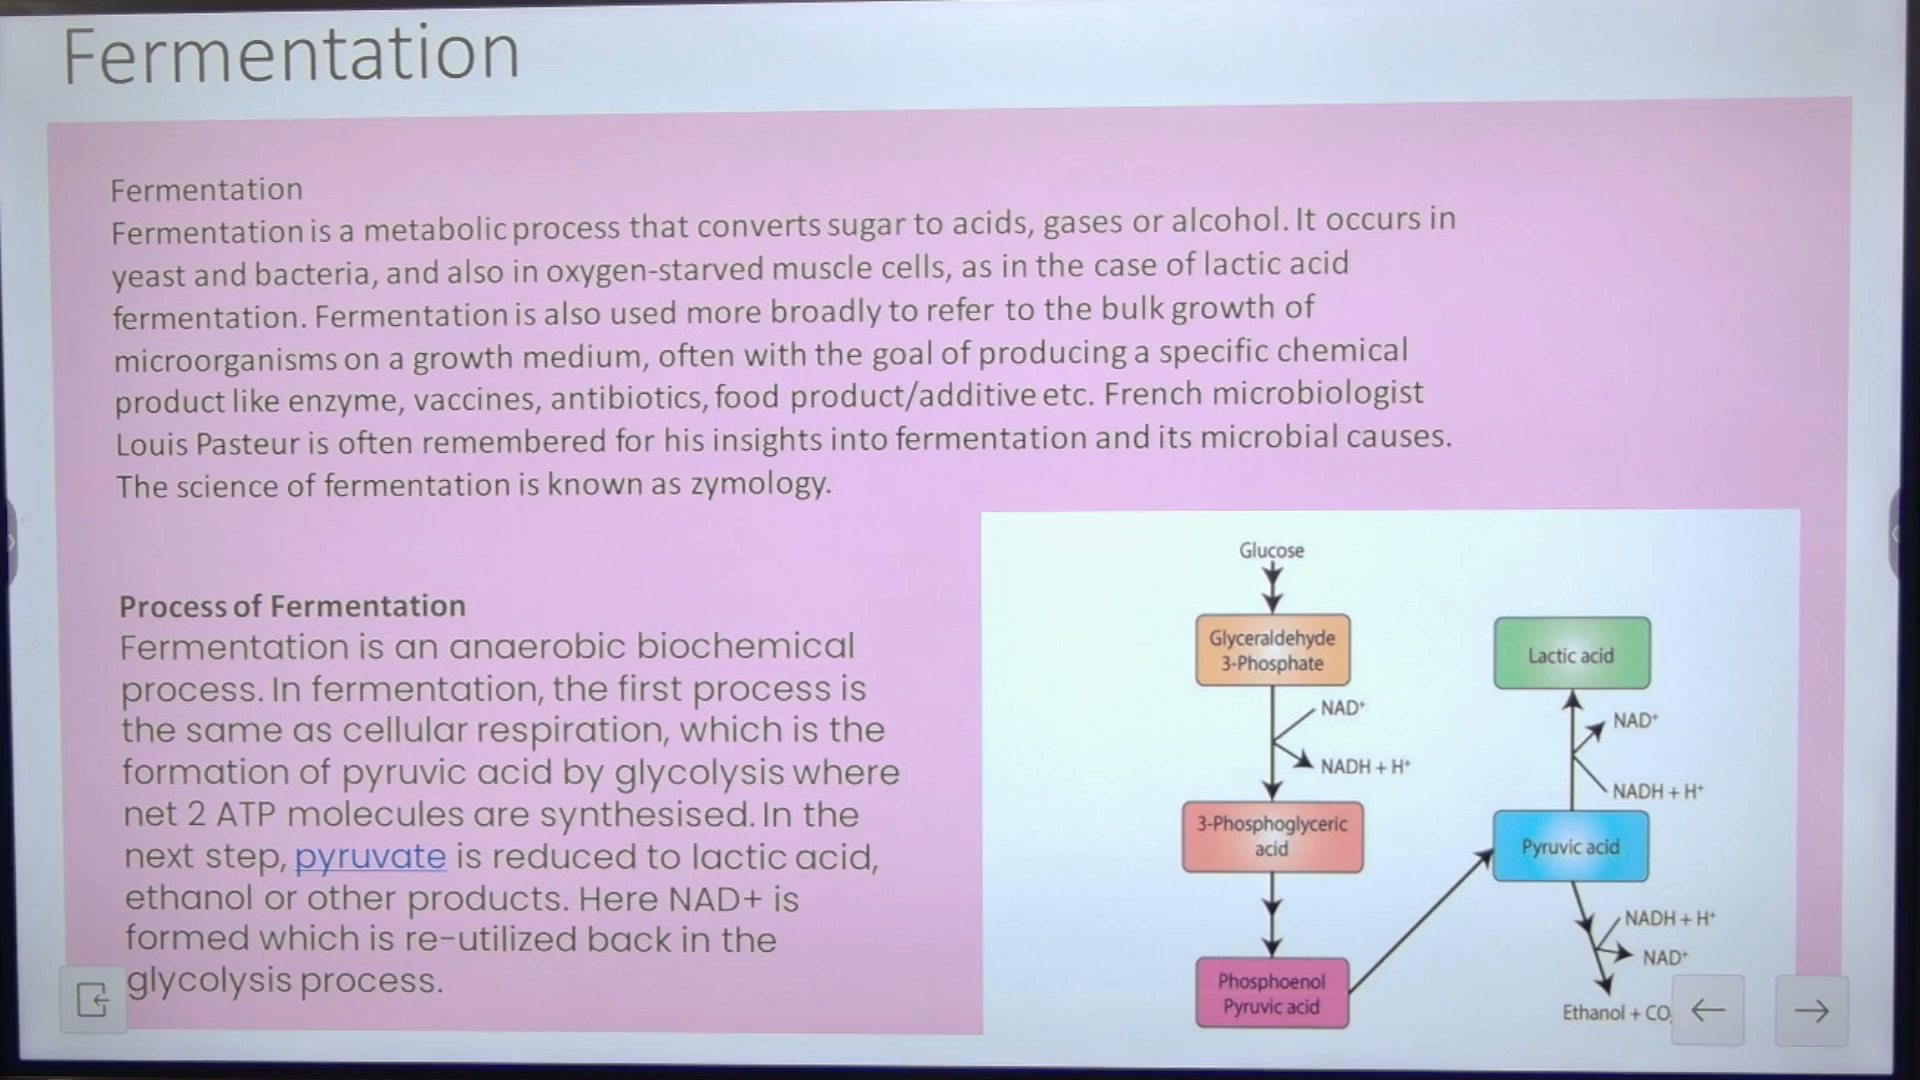 Fermentation
Fermentation
Fermentation is a metabolic process that converts sugar to acids, gases or alcohol. It occurs in
yeast and bacteria, and also in oxygen-starved muscle cells, as in the case of lactic acid
fermentation. Fermentation is also used more broadly to refer to the bulk growth of
microorganisms on a growth medium, often with the goal of producing a specific chemical
product like enzyme, vaccines, antibiotics, food product/additive etc. French microbiologist
Louis Pasteur is often remembered for his insights into fermentation and its microbial causes.
The science of fermentation is known as zymology.
Process of Fermentation
Fermentation is an anaerobic biochemical
process. In fermentation, the first process is
the same as cellular respiration, which is the
formation of pyruvic acid by glycolysis where
net 2 ATP molecules are synthesised. In the
next step, pyruvate is reduced to lactic acid,
ethanol or other products. Here NAD+ is
formed which is re-utilized back in the
glycolysis process.
Glucose
Glyceraldehyde
3-Phosphate
NAD⁺
NADH + H⁺
3-Phosphoglyceric
acid
Phosphoenol
Pyruvic acid
Lactic acid
NAD⁺
NADH + H⁺
Pyruvic acid
NADH + H⁺
NAD⁺
Ethanol + CO